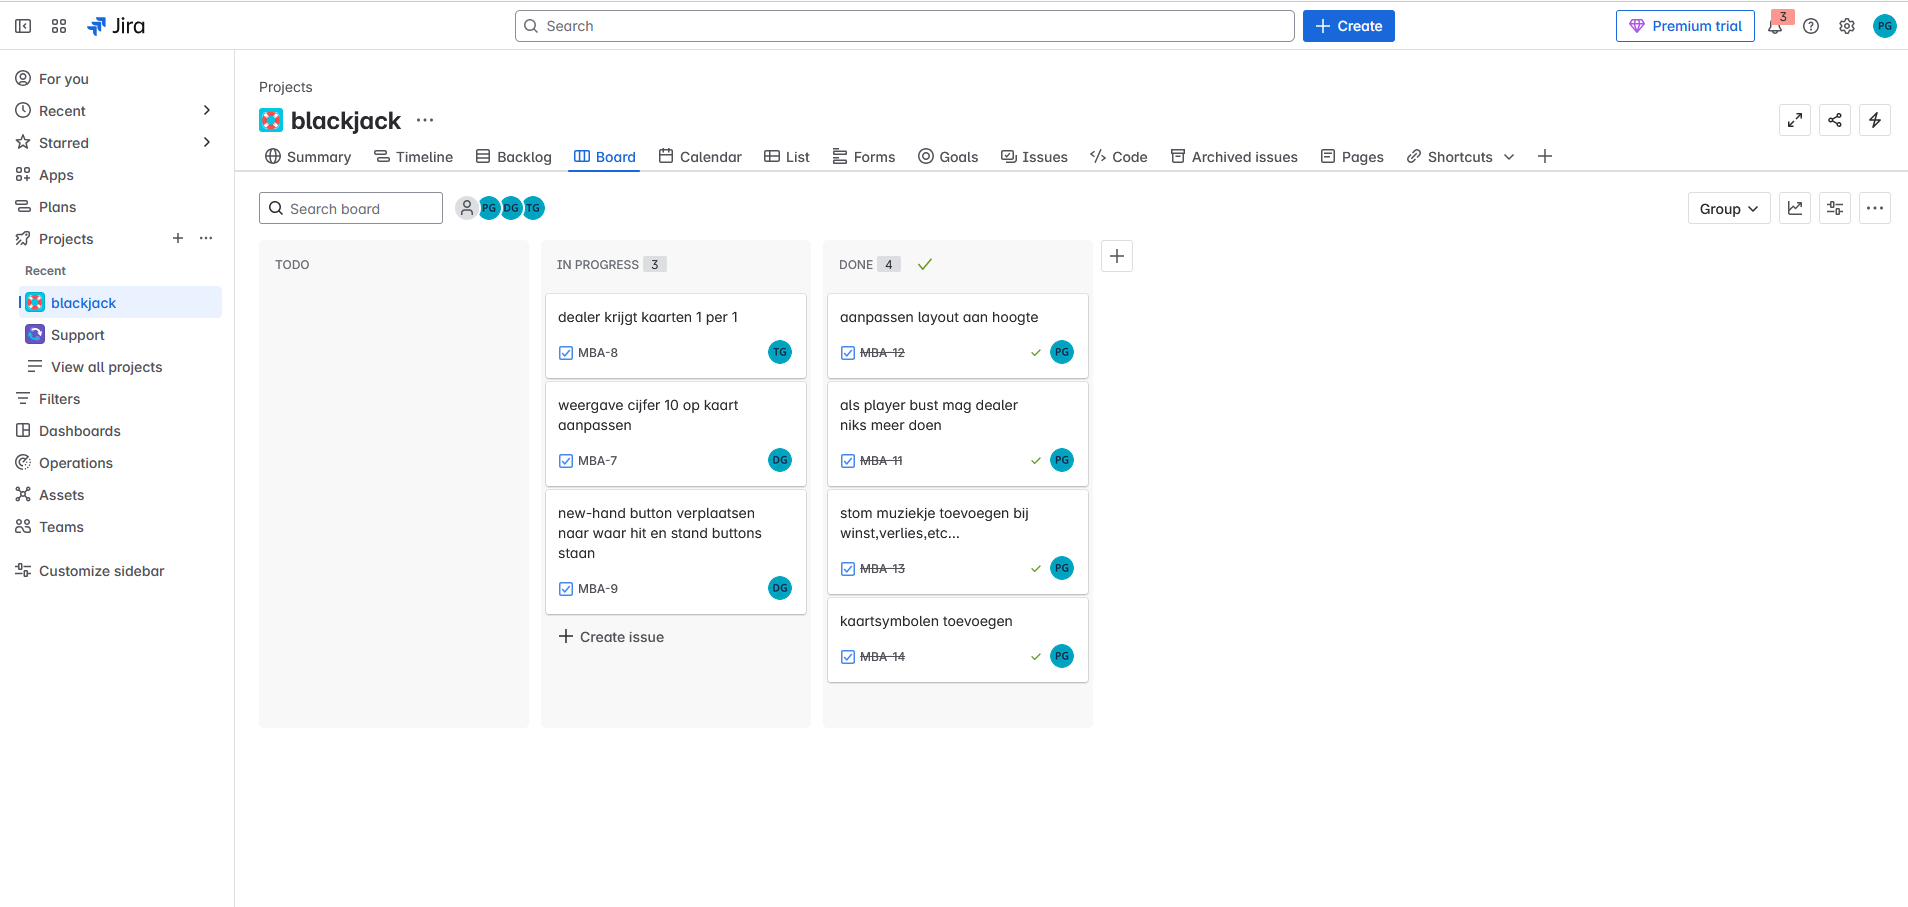 Jira
Search
Create
Premium trial
3
PG
For you
Recent
Starred
Apps
Plans
Projects
Recent
blackjack
Support
View all projects
Filters
Dashboards
Operations
Assets
Teams
Customize sidebar
Projects
blackjack
Summary
Timeline
Backlog
Board
Calendar
List
Forms
Goals
Issues
Code
Archived issues
Pages
Shortcuts
Search board
PG
DG
TG
Group
TODO
IN PROGRESS 3
dealer krijgt kaarten 1 per 1
MBA-8
TG
weergave cijfer 10 op kaart
aanpassen
MBA-7
DG
new-hand button verplaatsen
naar waar hit en stand buttons
staan
MBA-9
DG
Create issue
DONE 4
aanpassen layout aan hoogte
MBA-12
PG
als player bust mag dealer
niks meer doen
MBA-11
PG
stom muziekje toevoegen bij
winst,verlies,etc...
MBA-13
PG
kaartsymbolen toevoegen
MBA-14
PG